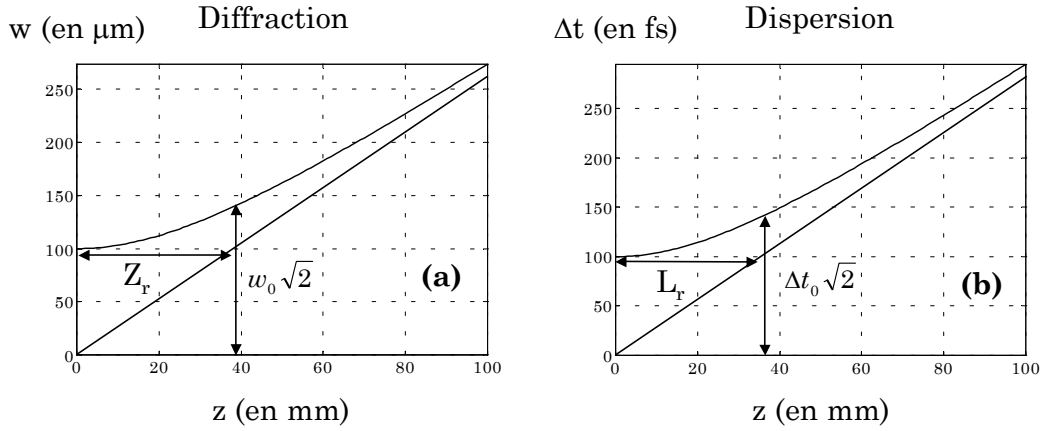 Diffraction
w (en μm)
250
200
150
100
50
0
Z_r
w_0 √2
(a)
0 20 40 60 80 100
z (en mm)
Dispersion
Δt (en fs)
250
200
150
100
50
0
L_r
Δt_0 √2
(b)
0 20 40 60 80 100
z (en mm)